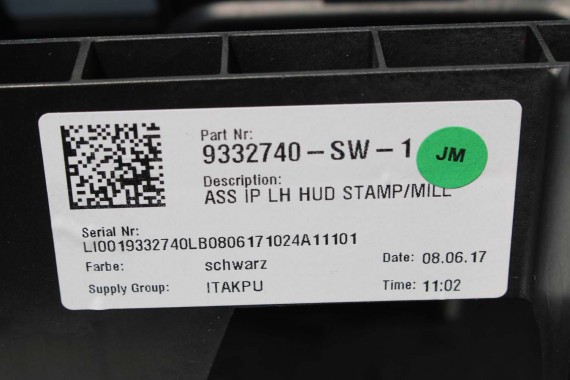 Part Nr:
9332740-SW-1
JM
Description:
ASS IP LH HUD STAMP/MILL
Serial Nr:
LI0019332740LB0806171024A11101
Farbe: schwarz
Date: 08.06.17
Supply Group: ITAKPU
Time: 11:02